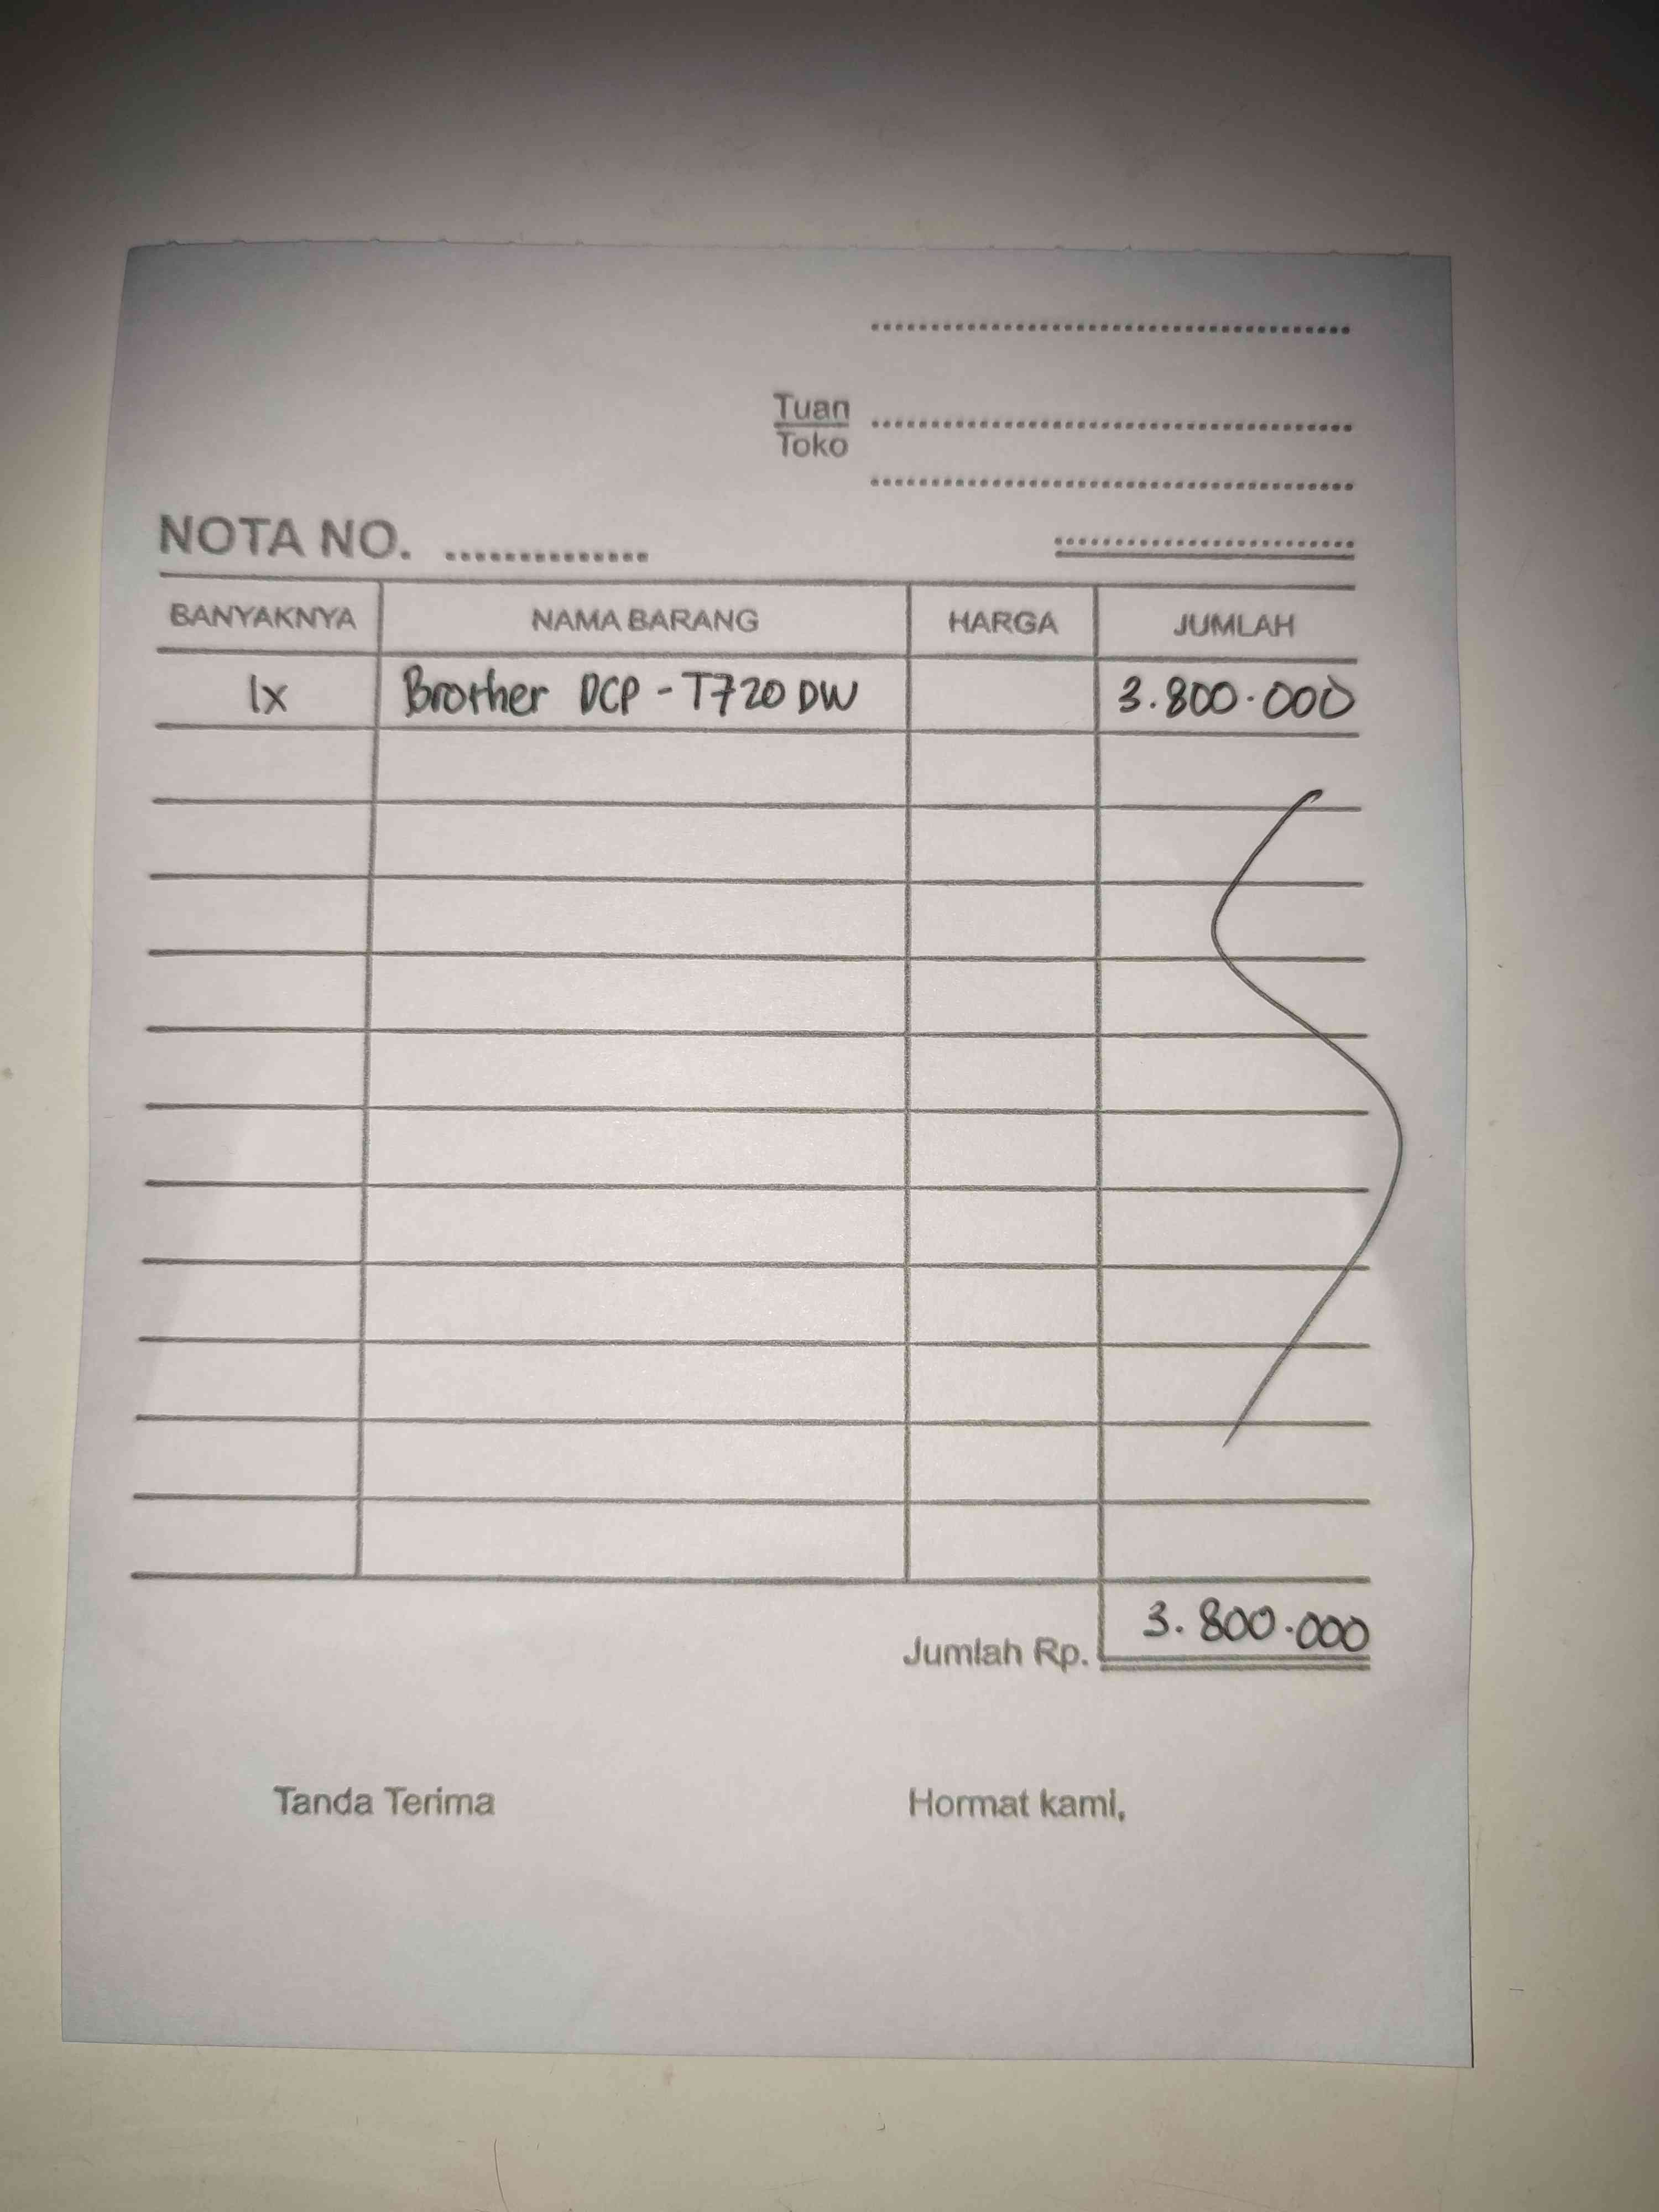 Tuan
Toko
NOTA NO. ..............
BANYAKNYA NAMA BARANG HARGA JUMLAH
1x Brother DCP - T720 DW 3.800.000
Jumlah Rp. 3.800.000
Tanda Terima Hormat kami,